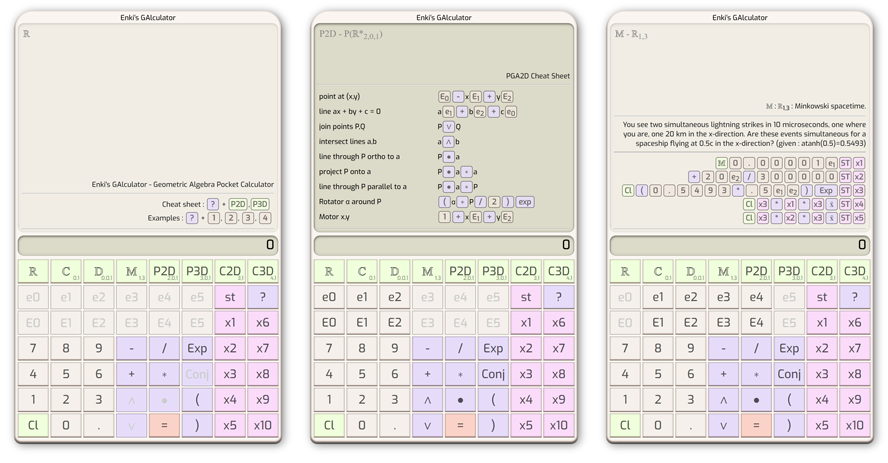 Enki's GAlculator
ℝ
Enki's GAlculator - Geometric Algebra Pocket Calculator
Cheat sheet : ? + P2D, P3D
Examples : ? + 1, 2, 3, 4
0
R C 0,1 D 0,0,1 M 1,3 P2D 2,0,1 P3D 3,0,1 C2D 3,1 C3D 4,1
e0 e1 e2 e3 e4 e5 st ?
E0 E1 E2 E3 E4 E5 x1 x6
7 8 9 - / Exp x2 x7
4 5 6 + * Conj x3 x8
1 2 3 ∧ • ( x4 x9
Cl 0 . ∨ = ) x5 x10
Enki's GAlculator
P2D - P(ℝ*2,0,1)
PGA2D Cheat Sheet
point at (x,y) E0 - x E1 + y E2
line ax + by + c = 0 a e1 + b e2 + c e0
join points P,Q P ∨ Q
intersect lines a,b a ∧ b
line through P ortho to a P • a
project P onto a P • a * a
line through P parallel to a P • a * P
Rotator α around P ( α * P / 2 ) exp
Motor x,y 1 + x E1 + y E2
0
R C 0,1 D 0,0,1 M 1,3 P2D 2,0,1 P3D 3,0,1 C2D 3,1 C3D 4,1
e0 e1 e2 e3 e4 e5 st ?
E0 E1 E2 E3 E4 E5 x1 x6
7 8 9 - / Exp x2 x7
4 5 6 + * Conj x3 x8
1 2 3 ∧ • ( x4 x9
Cl 0 . ∨ = ) x5 x10
Enki's GAlculator
M - ℝ1,3
M : ℝ1,3 : Minkowski spacetime.
You see two simultaneous lightning strikes in 10 microseconds, one where
you are, one 20 km in the x-direction. Are these events simultaneous for a
spaceship flying at 0.5c in the x-direction? (given : atanh(0.5)=0.5493)
M 0 . 0 0 0 0 1 e1 ST x1
+ 2 0 e2 / 3 0 0 0 0 0 ST x2
Cl ( 0 . 5 4 9 3 * . 5 e1 e2 ) Exp ST x3
Cl x3 * x1 * x3 ST x4
Cl x3 * x2 * x3 ST x5
0
R C 0,1 D 0,0,1 M 1,3 P2D 2,0,1 P3D 3,0,1 C2D 3,1 C3D 4,1
e0 e1 e2 e3 e4 e5 st ?
E0 E1 E2 E3 E4 E5 x1 x6
7 8 9 - / Exp x2 x7
4 5 6 + * Conj x3 x8
1 2 3 ∧ • ( x4 x9
Cl 0 . ∨ = ) x5 x10